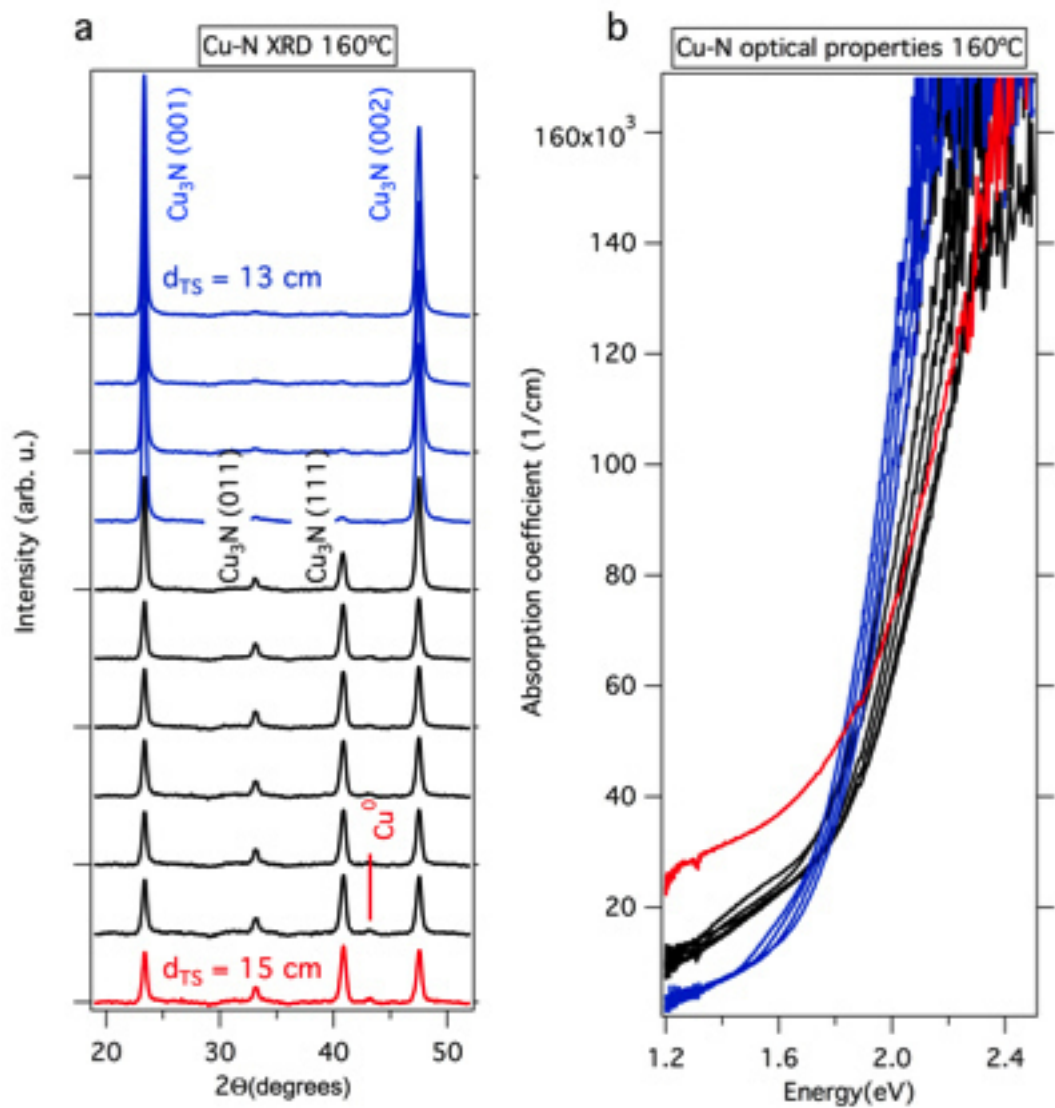 a
Cu-N XRD 160ºC
Cu₃N (001)
Cu₃N (002)
d_TS = 13 cm
Cu₃N (011)
Cu₃N (111)
Cu⁰
d_TS = 15 cm
Intensity (arb. u.)
20
30
40
50
2Θ(degrees)
b
Cu-N optical properties 160ºC
160x10³
140
120
100
80
60
40
20
Absorption coefficient (1/cm)
1.2
1.6
2.0
2.4
Energy(eV)